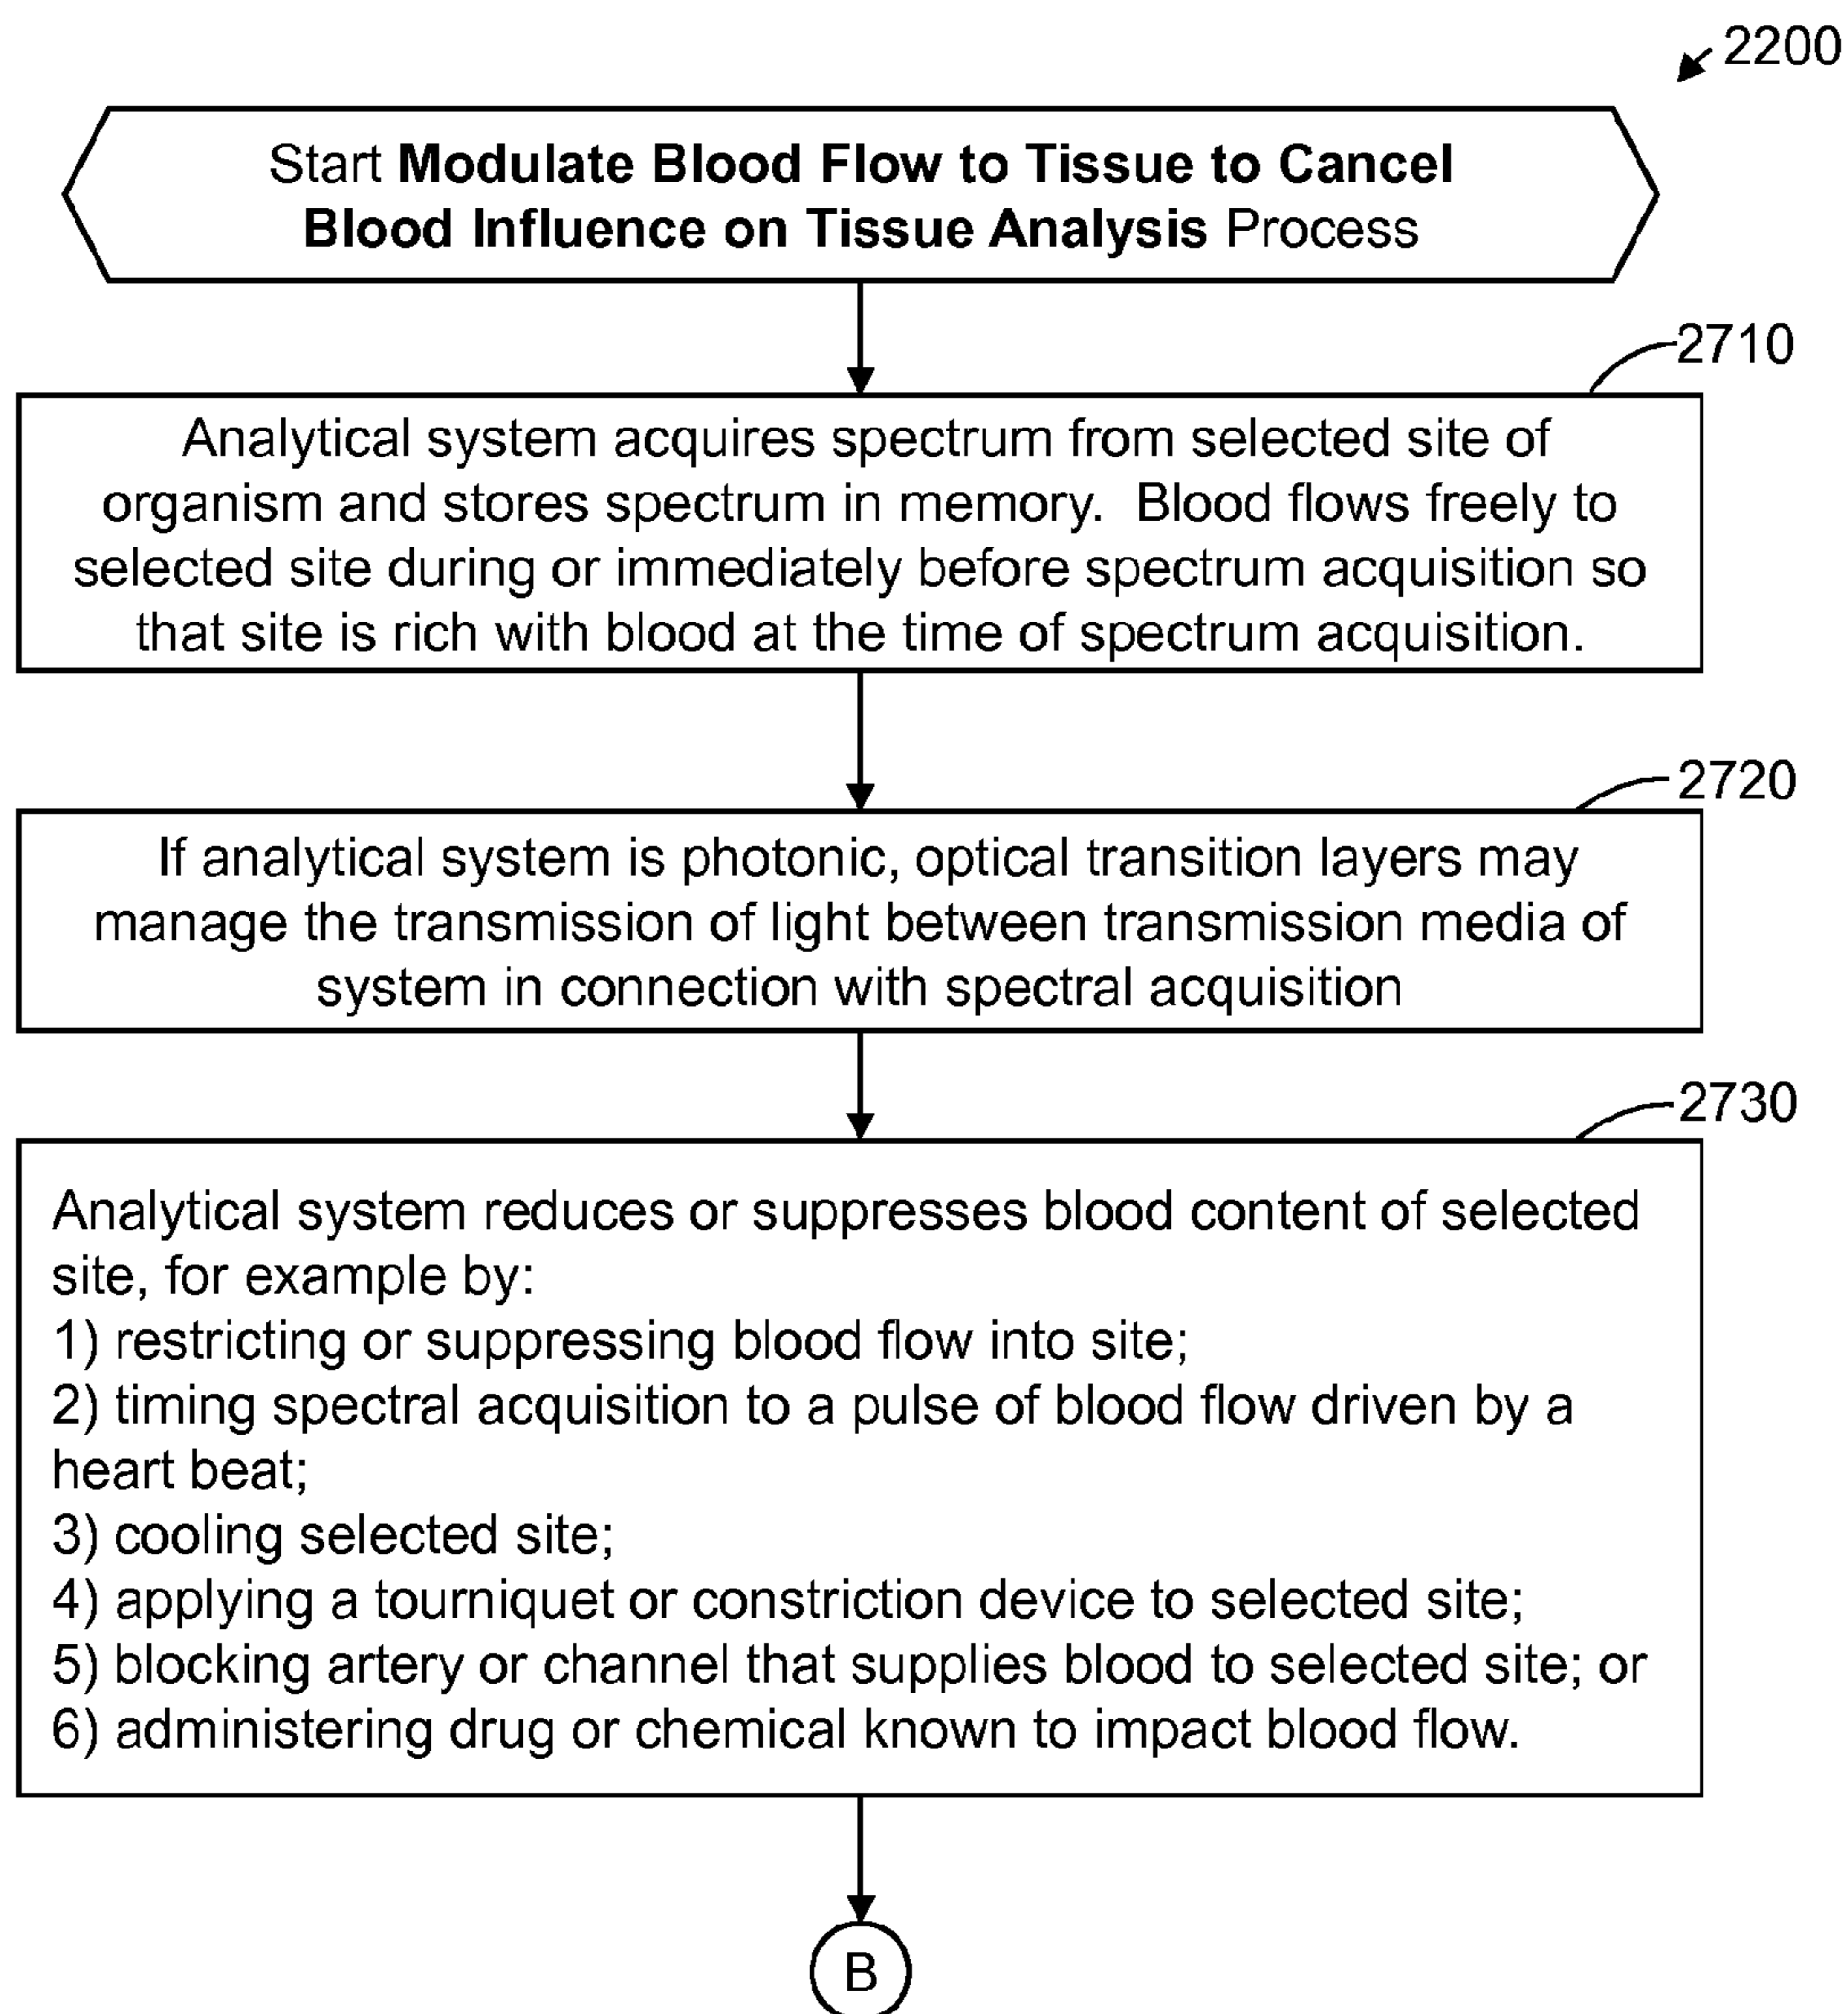 2200
Start Modulate Blood Flow to Tissue to Cancel
Blood Influence on Tissue Analysis Process
2710
Analytical system acquires spectrum from selected site of
organism and stores spectrum in memory.  Blood flows freely to
selected site during or immediately before spectrum acquisition so
that site is rich with blood at the time of spectrum acquisition.
2720
If analytical system is photonic, optical transition layers may
manage the transmission of light between transmission media of
system in connection with spectral acquisition
2730
Analytical system reduces or suppresses blood content of selected
site, for example by:
1) restricting or suppressing blood flow into site;
2) timing spectral acquisition to a pulse of blood flow driven by a
heart beat;
3) cooling selected site;
4) applying a tourniquet or constriction device to selected site;
5) blocking artery or channel that supplies blood to selected site; or
6) administering drug or chemical known to impact blood flow.
B